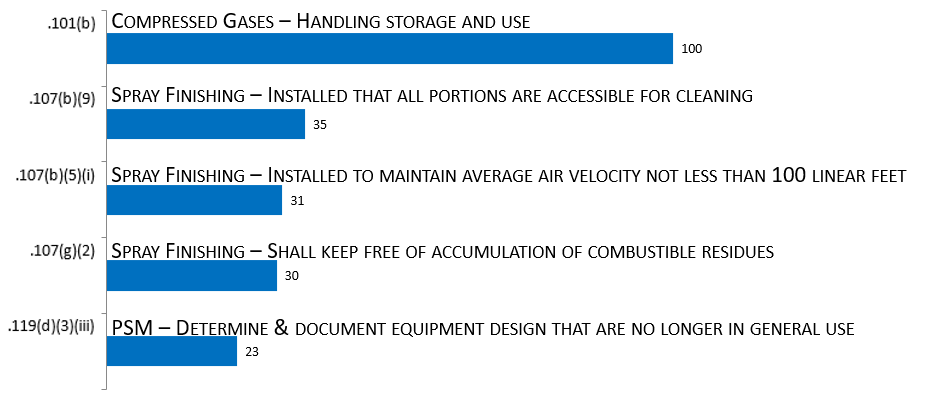 .101(b) Compressed Gases – Handling storage and use
100
.107(b)(9) Spray Finishing – Installed that all portions are accessible for cleaning
35
.107(b)(5)(i) Spray Finishing – Installed to maintain average air velocity not less than 100 linear feet
31
.107(g)(2) Spray Finishing – Shall keep free of accumulation of combustible residues
30
.119(d)(3)(iii) PSM – Determine & document equipment design that are no longer in general use
23